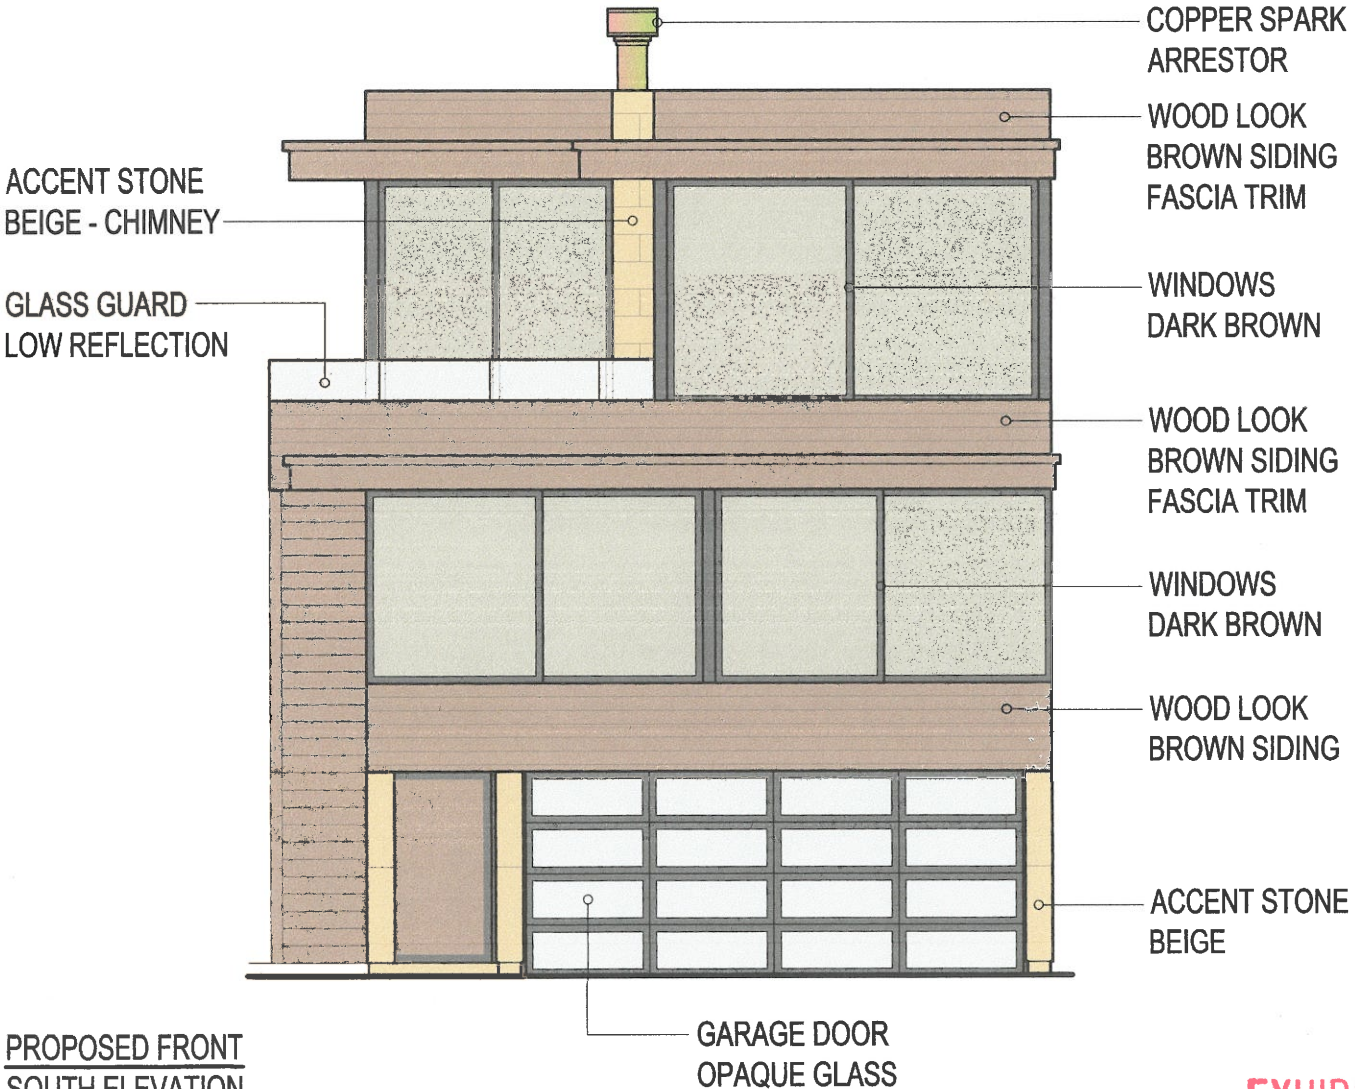 COPPER SPARK
ARRESTOR
WOOD LOOK
BROWN SIDING
FASCIA TRIM
ACCENT STONE
BEIGE - CHIMNEY
WINDOWS
DARK BROWN
GLASS GUARD
LOW REFLECTION
WOOD LOOK
BROWN SIDING
FASCIA TRIM
WINDOWS
DARK BROWN
WOOD LOOK
BROWN SIDING
ACCENT STONE
BEIGE
GARAGE DOOR
OPAQUE GLASS
PROPOSED FRONT
SOUTH ELEVATION